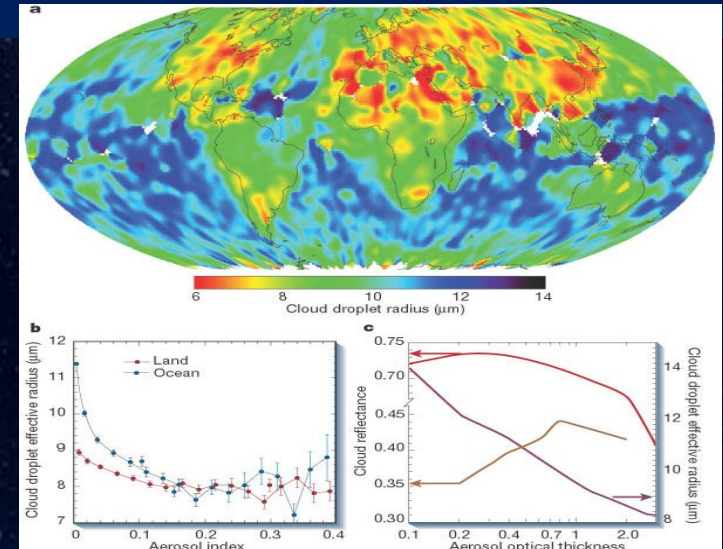 a
6 8 10 12 14
Cloud droplet radius (μm)
b
Cloud droplet effective radius (μm)
12
11
10
9
8
7
Land
Ocean
0 0.1 0.2 0.3 0.4
Aerosol index
c
Cloud reflectance
0.75
0.70
0.45
0.40
0.35
0.30
14
12
10
8
Cloud droplet effective radius (μm)
0.1 0.2 0.4 0.7 1 2.0
Aerosol optical thickness